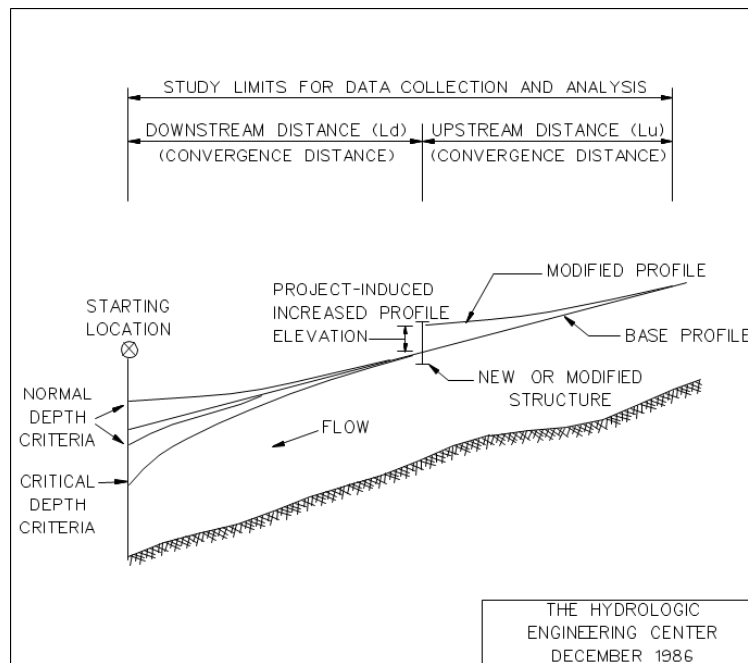 STUDY LIMITS FOR DATA COLLECTION AND ANALYSIS
DOWNSTREAM DISTANCE (Ld)
(CONVERGENCE DISTANCE)
UPSTREAM DISTANCE (Lu)
(CONVERGENCE DISTANCE)
MODIFIED PROFILE
PROJECT-INDUCED
INCREASED PROFILE
ELEVATION
STARTING
LOCATION
BASE PROFILE
NEW OR MODIFIED
STRUCTURE
NORMAL
DEPTH
CRITERIA
FLOW
CRITICAL
DEPTH
CRITERIA
THE HYDROLOGIC
ENGINEERING CENTER
DECEMBER 1986